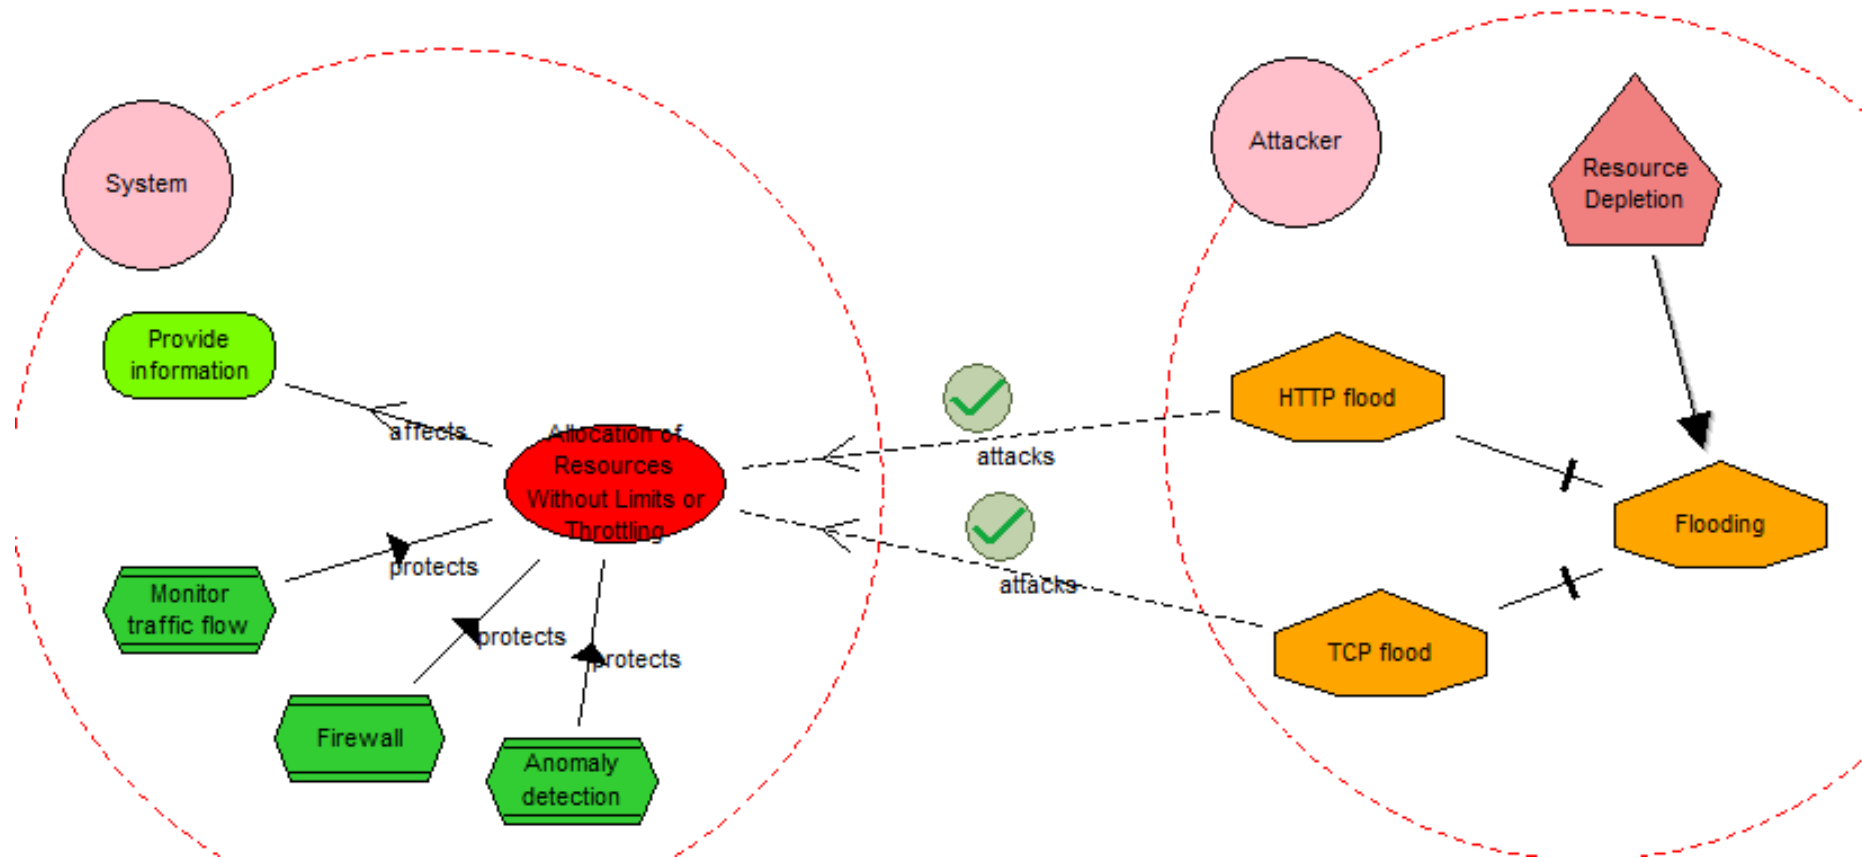 System
Attacker
Resource
Depletion
Provide
information
affects
Allocation of
Resources
Without Limits or
Throttling
attacks
HTTP flood
attacks
Flooding
protects
Monitor
traffic flow
protects
protects
TCP flood
Firewall
Anomaly
detection